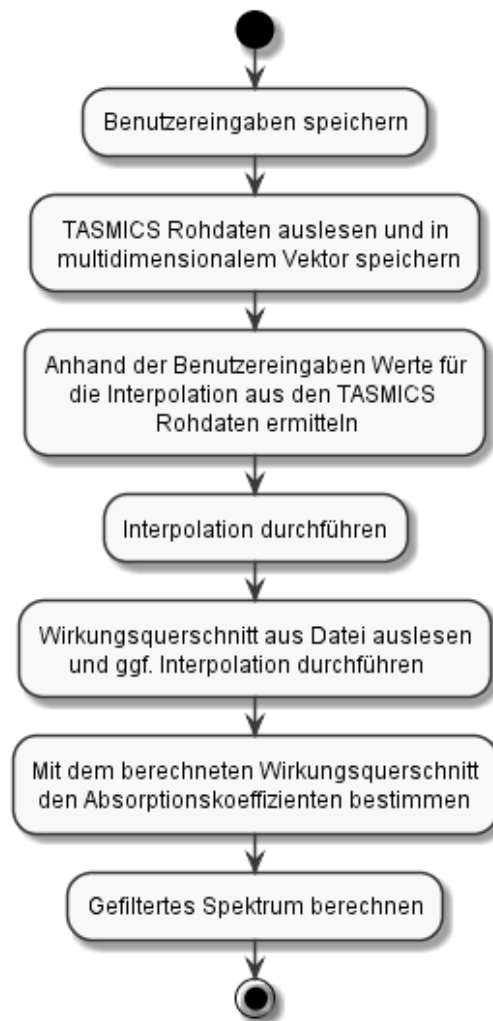 Benutzereingaben speichern
TASMICS Rohdaten auslesen und in
multidimensionalem Vektor speichern
Anhand der Benutzereingaben Werte für
die Interpolation aus den TASMICS
Rohdaten ermitteln
Interpolation durchführen
Wirkungsquerschnitt aus Datei auslesen
und ggf. Interpolation durchführen
Mit dem berechneten Wirkungsquerschnitt
den Absorptionskoeffizienten bestimmen
Gefiltertes Spektrum berechnen